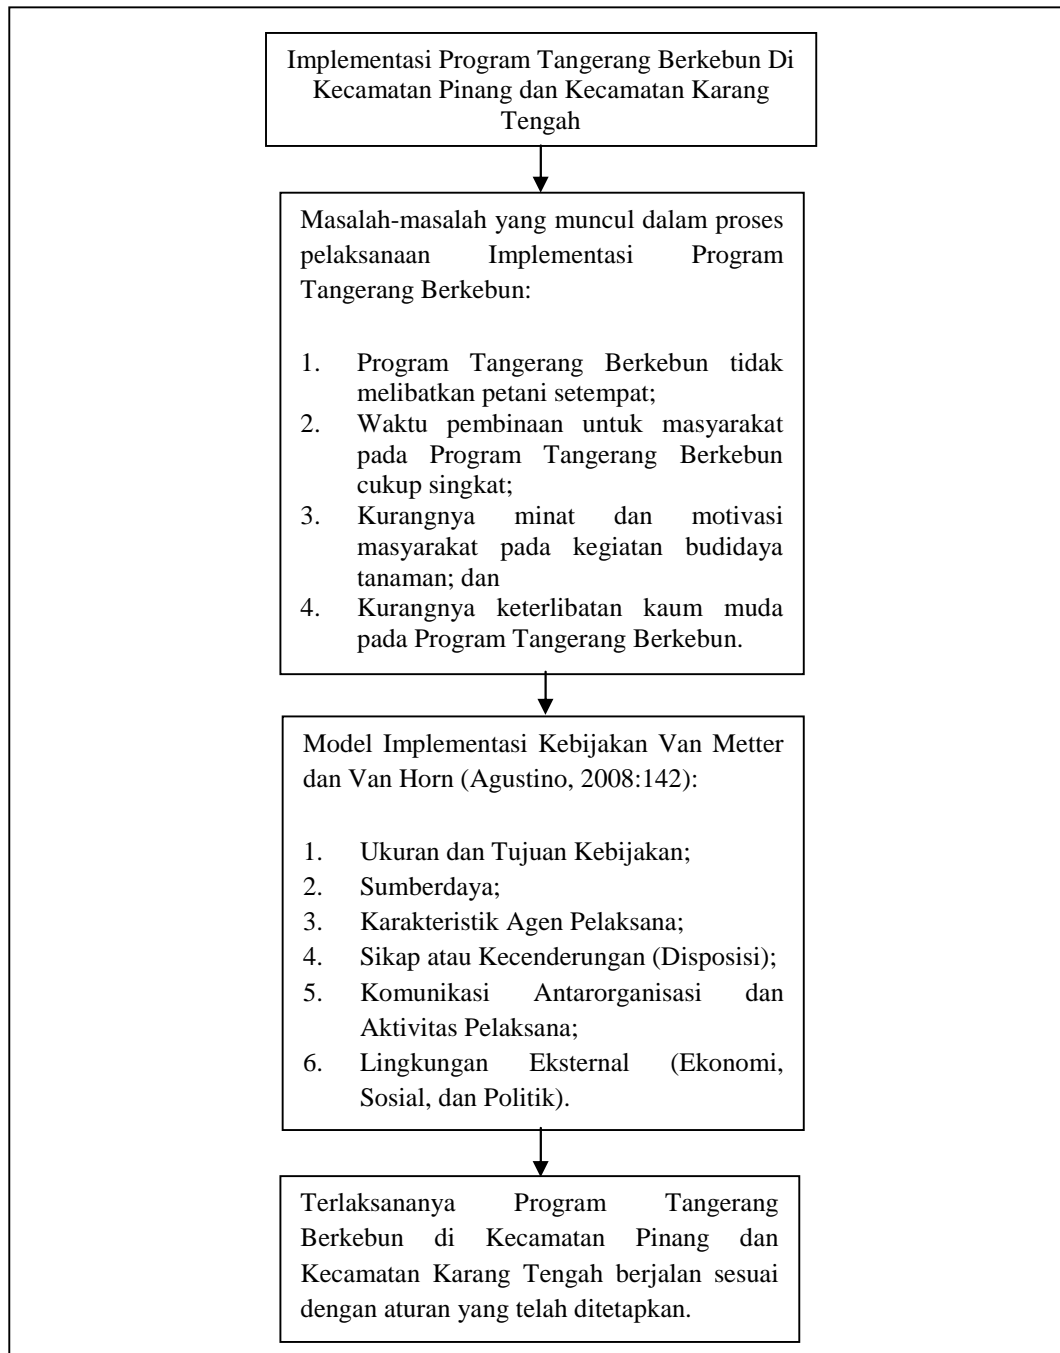 Implementasi Program Tangerang Berkebun Di
Kecamatan Pinang dan Kecamatan Karang
Tengah
Masalah-masalah yang muncul dalam proses
pelaksanaan Implementasi Program
Tangerang Berkebun:
1. Program Tangerang Berkebun tidak
melibatkan petani setempat;
2. Waktu pembinaan untuk masyarakat
pada Program Tangerang Berkebun
cukup singkat;
3. Kurangnya minat dan motivasi
masyarakat pada kegiatan budidaya
tanaman; dan
4. Kurangnya keterlibatan kaum muda
pada Program Tangerang Berkebun.
Model Implementasi Kebijakan Van Metter
dan Van Horn (Agustino, 2008:142):
1. Ukuran dan Tujuan Kebijakan;
2. Sumberdaya;
3. Karakteristik Agen Pelaksana;
4. Sikap atau Kecenderungan (Disposisi);
5. Komunikasi Antarorganisasi dan
Aktivitas Pelaksana;
6. Lingkungan Eksternal (Ekonomi,
Sosial, dan Politik).
Terlaksananya Program Tangerang
Berkebun di Kecamatan Pinang dan
Kecamatan Karang Tengah berjalan sesuai
dengan aturan yang telah ditetapkan.